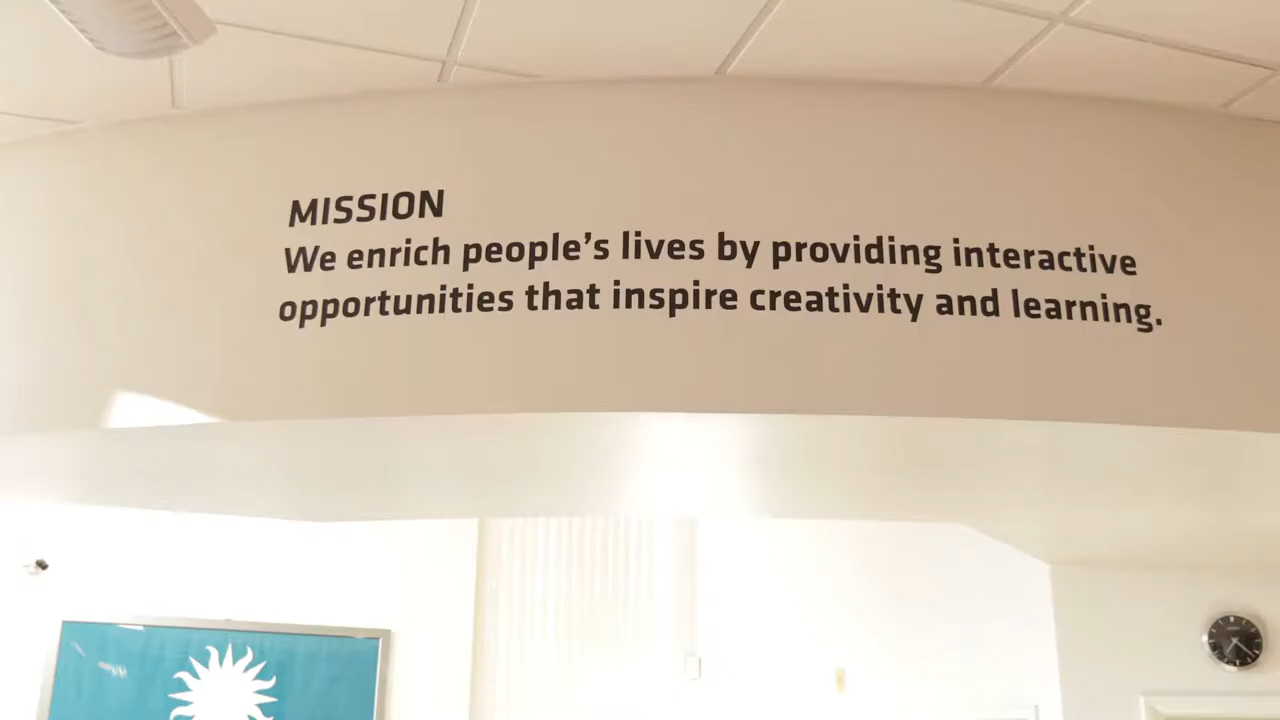 MISSION
We enrich people's lives by providing interactive
opportunities that inspire creativity and learning.